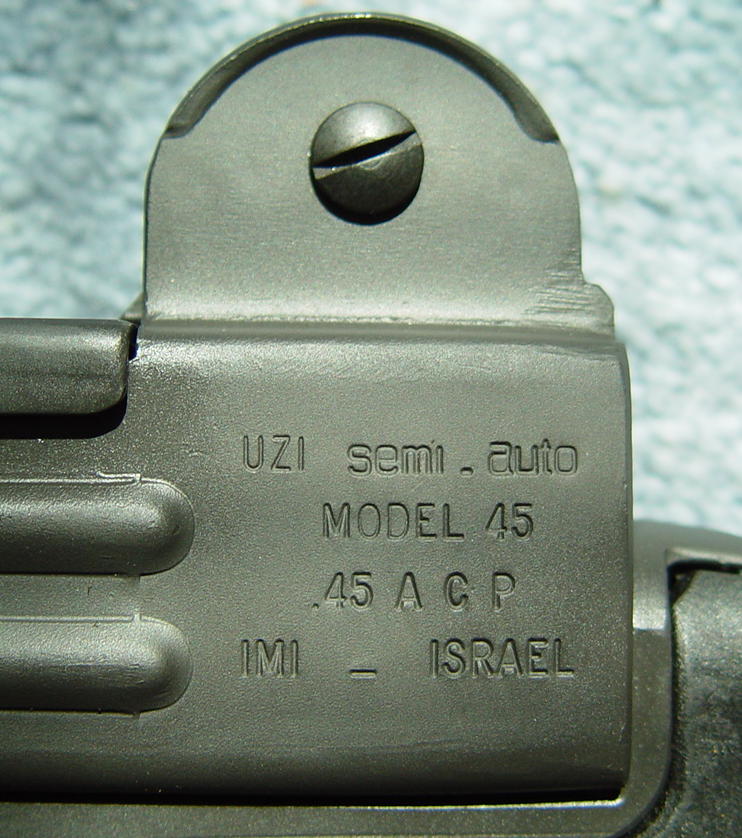 UZI semi - auto
MODEL 45
.45 A C P
IMI - ISRAEL